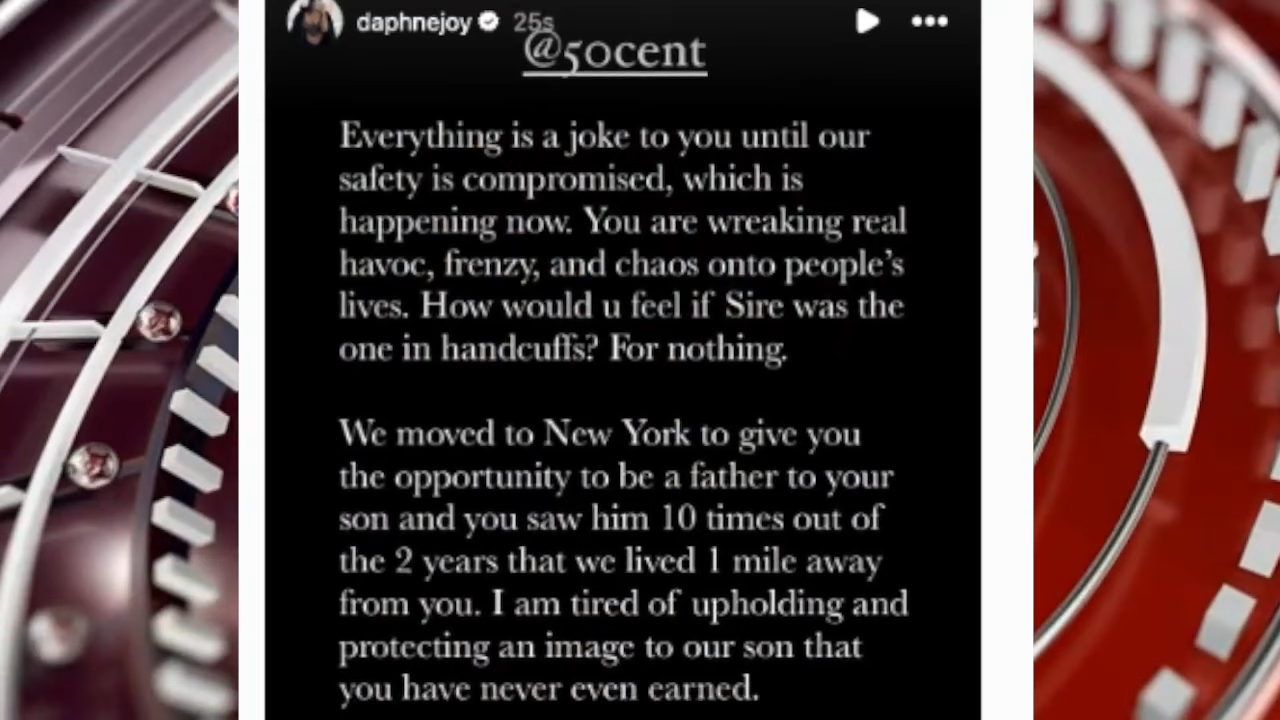 daphnejoy 25s
@50cent
Everything is a joke to you until our
safety is compromised, which is
happening now. You are wreaking real
havoc, frenzy, and chaos onto people's
lives. How would u feel if Sire was the
one in handcuffs? For nothing.
We moved to New York to give you
the opportunity to be a father to your
son and you saw him 10 times out of
the 2 years that we lived 1 mile away
from you. I am tired of upholding and
protecting an image to our son that
you have never even earned.